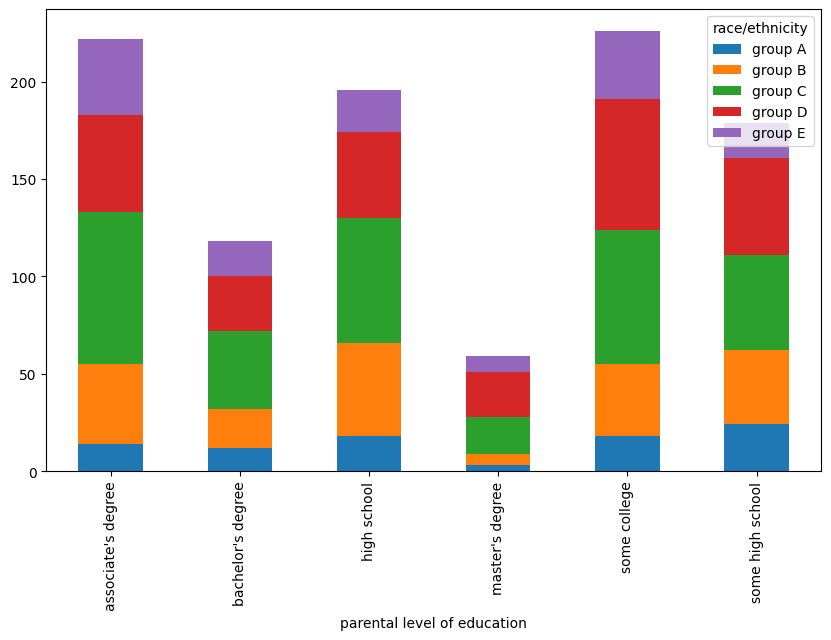 race/ethnicity
group A
group B
group C
group D
group E
200
150
100
50
0
associate's degree
bachelor's degree
high school
master's degree
some college
some high school
parental level of education